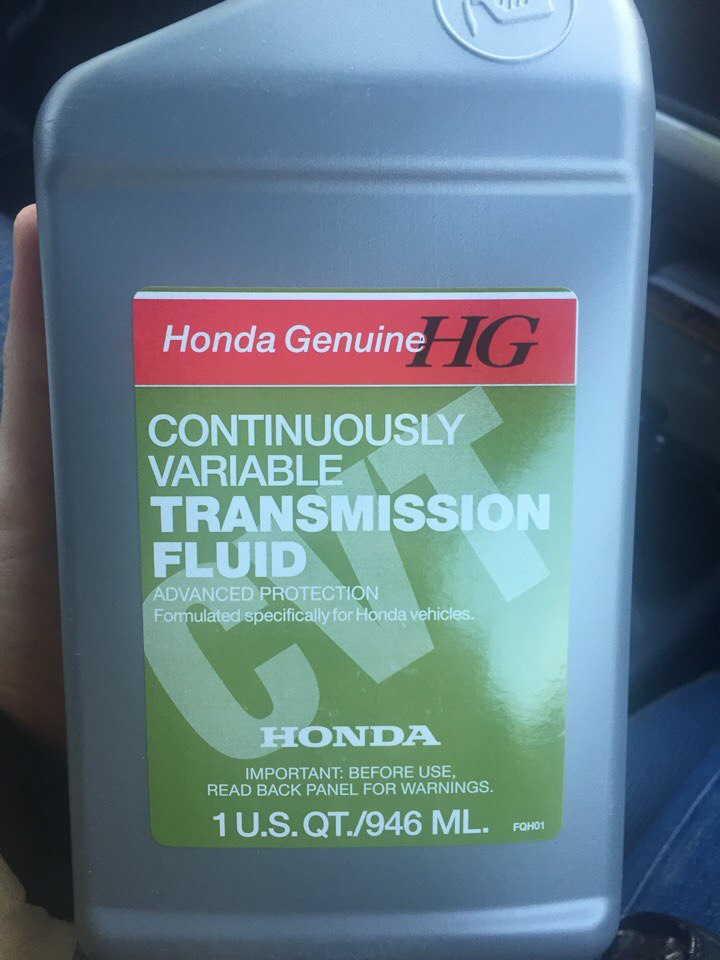 Honda Genuine HG
CONTINUOUSLY
VARIABLE
TRANSMISSION
FLUID
ADVANCED PROTECTION
Formulated specifically for Honda vehicles.
CVT
HONDA
IMPORTANT: BEFORE USE,
READ BACK PANEL FOR WARNINGS.
1 U.S. QT./946 ML. FQH01